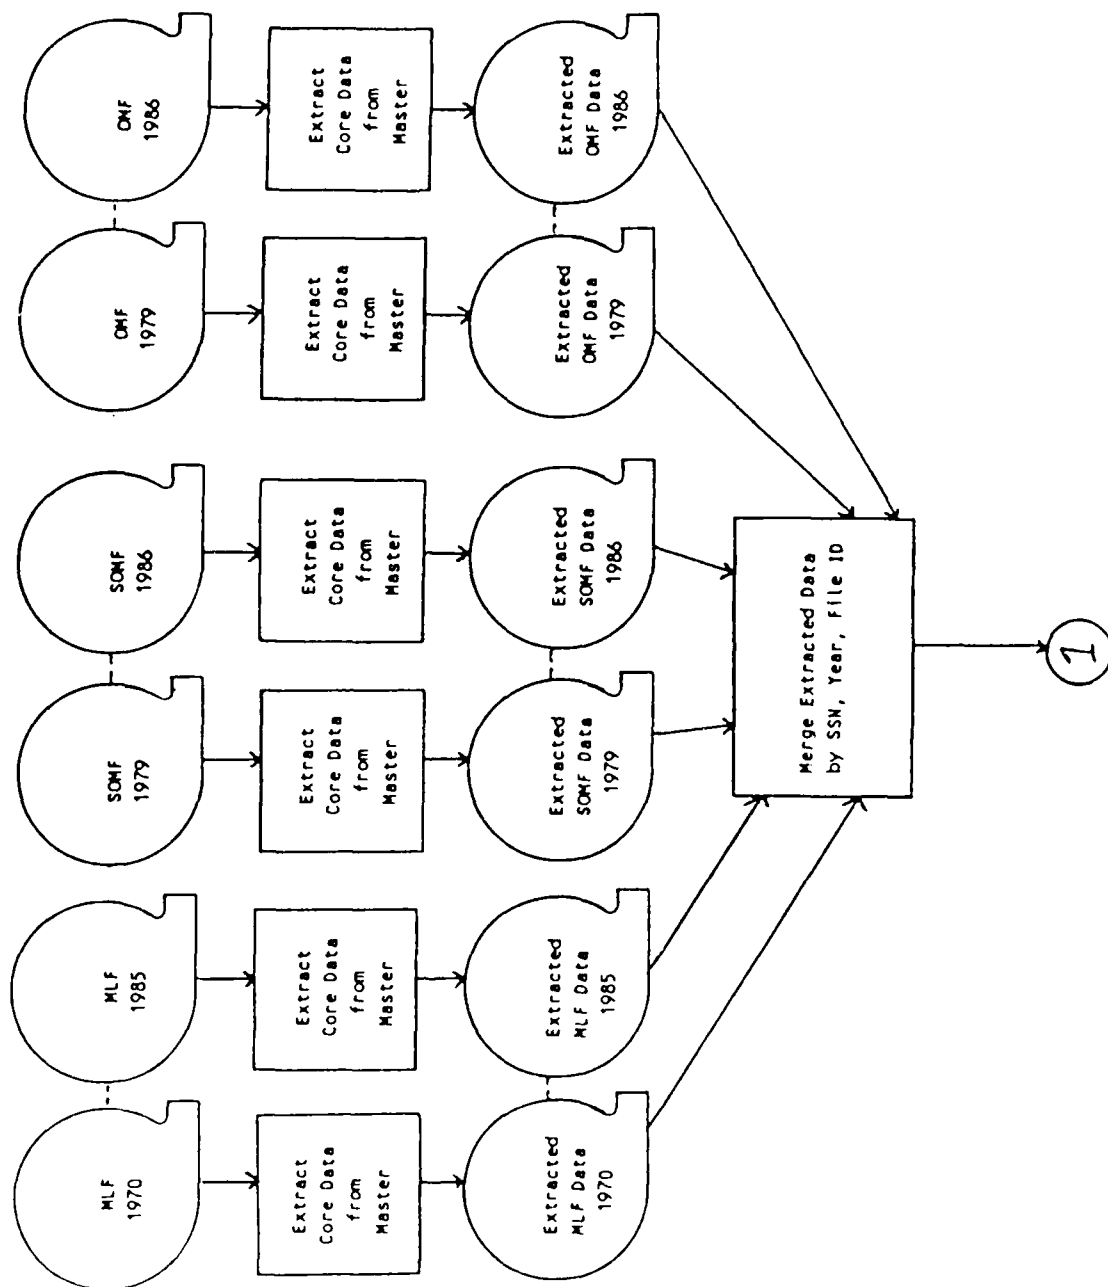 MLF
1970
MLF
1985
SOMF
1979
SOMF
1986
OMF
1979
OMF
1986
Extract
Core Data
from
Master
Extract
Core Data
from
Master
Extract
Core Data
from
Master
Extract
Core Data
from
Master
Extract
Core Data
from
Master
Extract
Core Data
from
Master
Extracted
MLF Data
1970
Extracted
MLF Data
1985
Extracted
SOMF Data
1979
Extracted
SOMF Data
1986
Extracted
OMF Data
1979
Extracted
OMF Data
1986
Merge Extracted Data
by SSN, Year, File ID
1